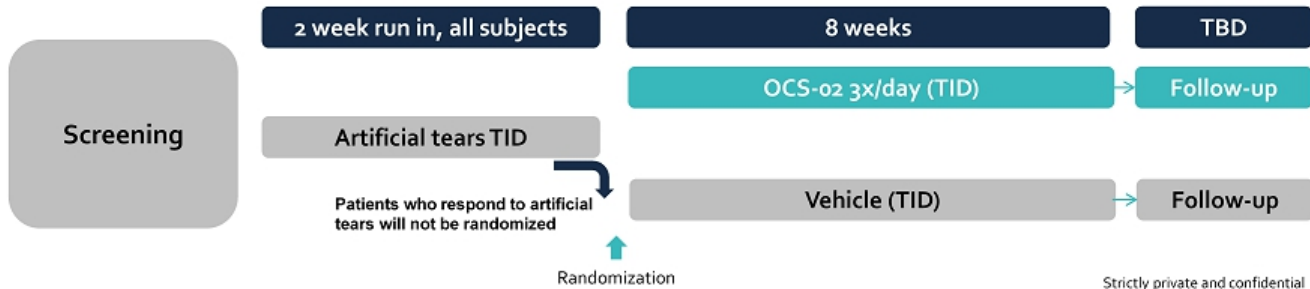 2 week run in, all subjects
8 weeks
TBD
OCS-02 3x/day (TID)
Follow-up
Screening
Artificial tears TID
Patients who respond to artificial
tears will not be randomized
Vehicle (TID)
Follow-up
Randomization
Strictly private and confidential